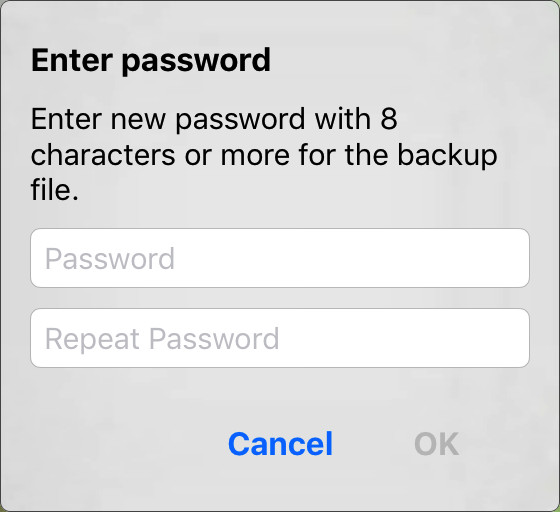 Enter password
Enter new password with 8
characters or more for the backup
file.
Password
Repeat Password
Cancel OK